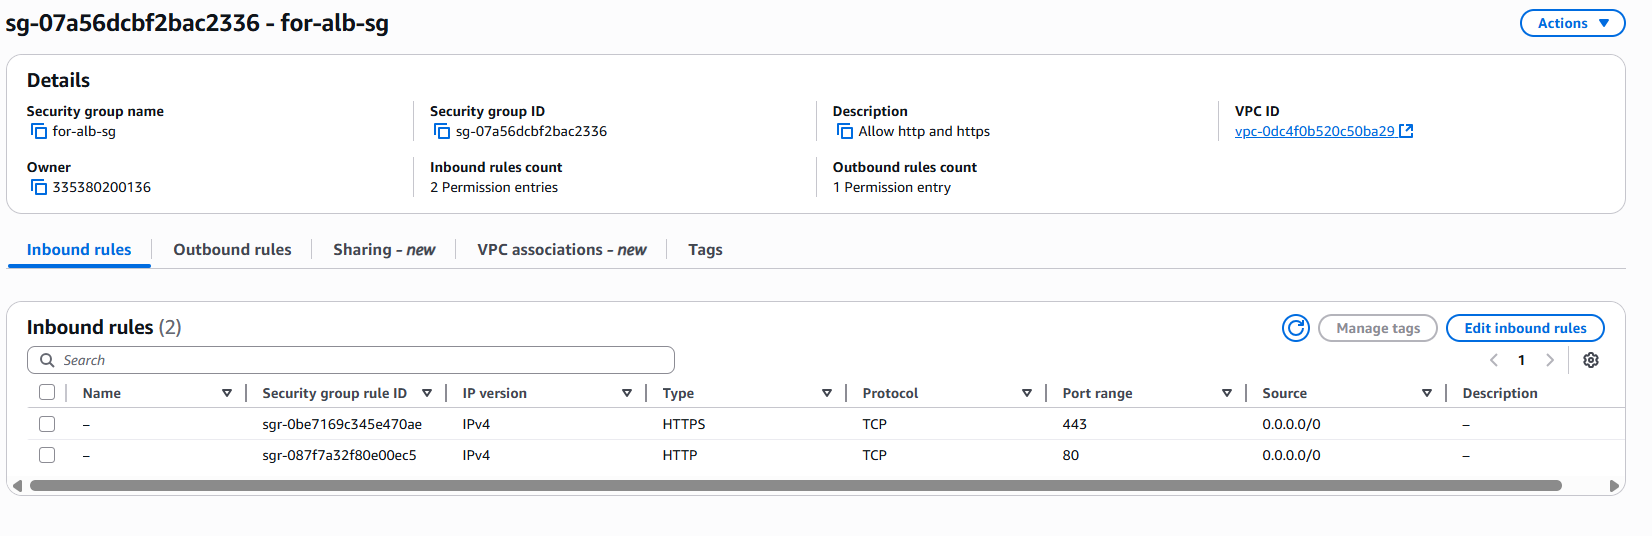 sg-07a56dcbf2bac2336 - for-alb-sg
Actions
Details
Security group name
for-alb-sg
Security group ID
sg-07a56dcbf2bac2336
Description
Allow http and https
VPC ID
vpc-0dc4f0b520c50ba29
Owner
335380200136
Inbound rules count
2 Permission entries
Outbound rules count
1 Permission entry
Inbound rules Outbound rules Sharing - new VPC associations - new Tags
Inbound rules (2)
Manage tags
Edit inbound rules
Search
1
Name Security group rule ID IP version Type Protocol Port range Source Description
– sgr-0be7169c345e470ae IPv4 HTTPS TCP 443 0.0.0.0/0 –
– sgr-087f7a32f80e00ec5 IPv4 HTTP TCP 80 0.0.0.0/0 –